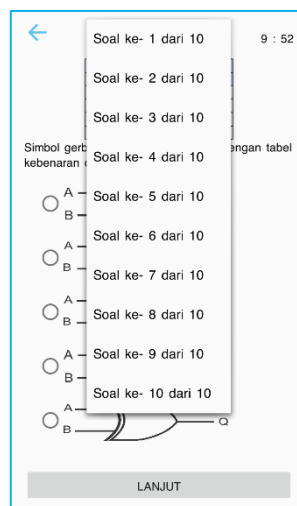 Soal ke- 1 dari 10
9 : 52
Soal ke- 2 dari 10
Soal ke- 3 dari 10
Simbol
engan tabel
kebenaran
Soal ke- 4 dari 10
A
Soal ke- 5 dari 10
B
A
Soal ke- 6 dari 10
B
Soal ke- 7 dari 10
A
Soal ke- 8 dari 10
B
A
Soal ke- 9 dari 10
B
Soal ke- 10 dari 10
A
Q
B
LANJUT